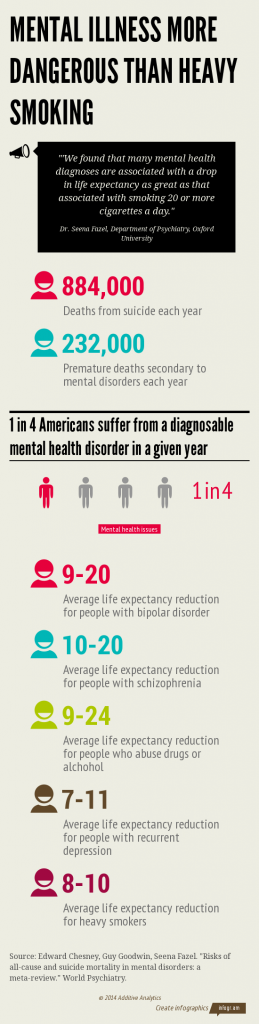 MENTAL ILLNESS MORE
DANGEROUS THAN HEAVY
SMOKING
""We found that many mental health
diagnoses are associated with a drop
in life expectancy as great as that
associated with smoking 20 or more
cigarettes a day."
Dr. Seena Fazel, Department of Psychiatry, Oxford
University
884,000
Deaths from suicide each year
232,000
Premature deaths secondary to
mental disorders each year
1 in 4 Americans suffer from a diagnosable
mental health disorder in a given year
1 in 4
Mental health issues
9-20
Average life expectancy reduction
for people with bipolar disorder
10-20
Average life expectancy reduction
for people with schizophrenia
9-24
Average life expectancy reduction
for people who abuse drugs or
alchohol
7-11
Average life expectancy reduction
for people with recurrent
depression
8-10
Average life expectancy reduction
for heavy smokers
Source: Edward Chesney, Guy Goodwin, Seena Fazel. "Risks of
all-cause and suicide mortality in mental disorders: a
meta-review." World Psychiatry.
© 2014 Additive Analytics
Create infographics infogr.am